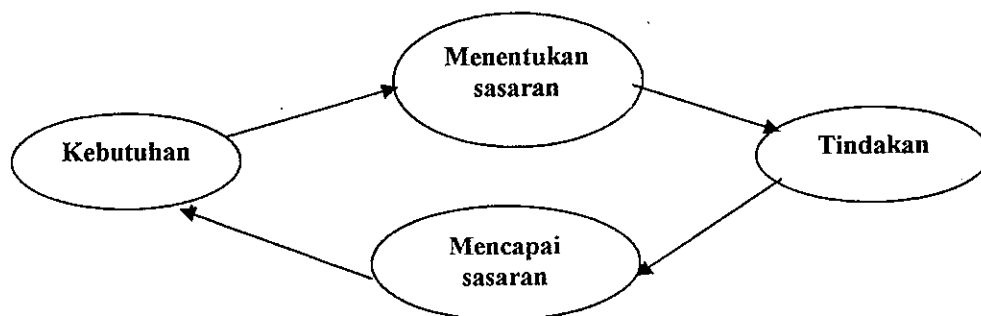 Menentukan
sasaran
Kebutuhan
Tindakan
Mencapai
sasaran